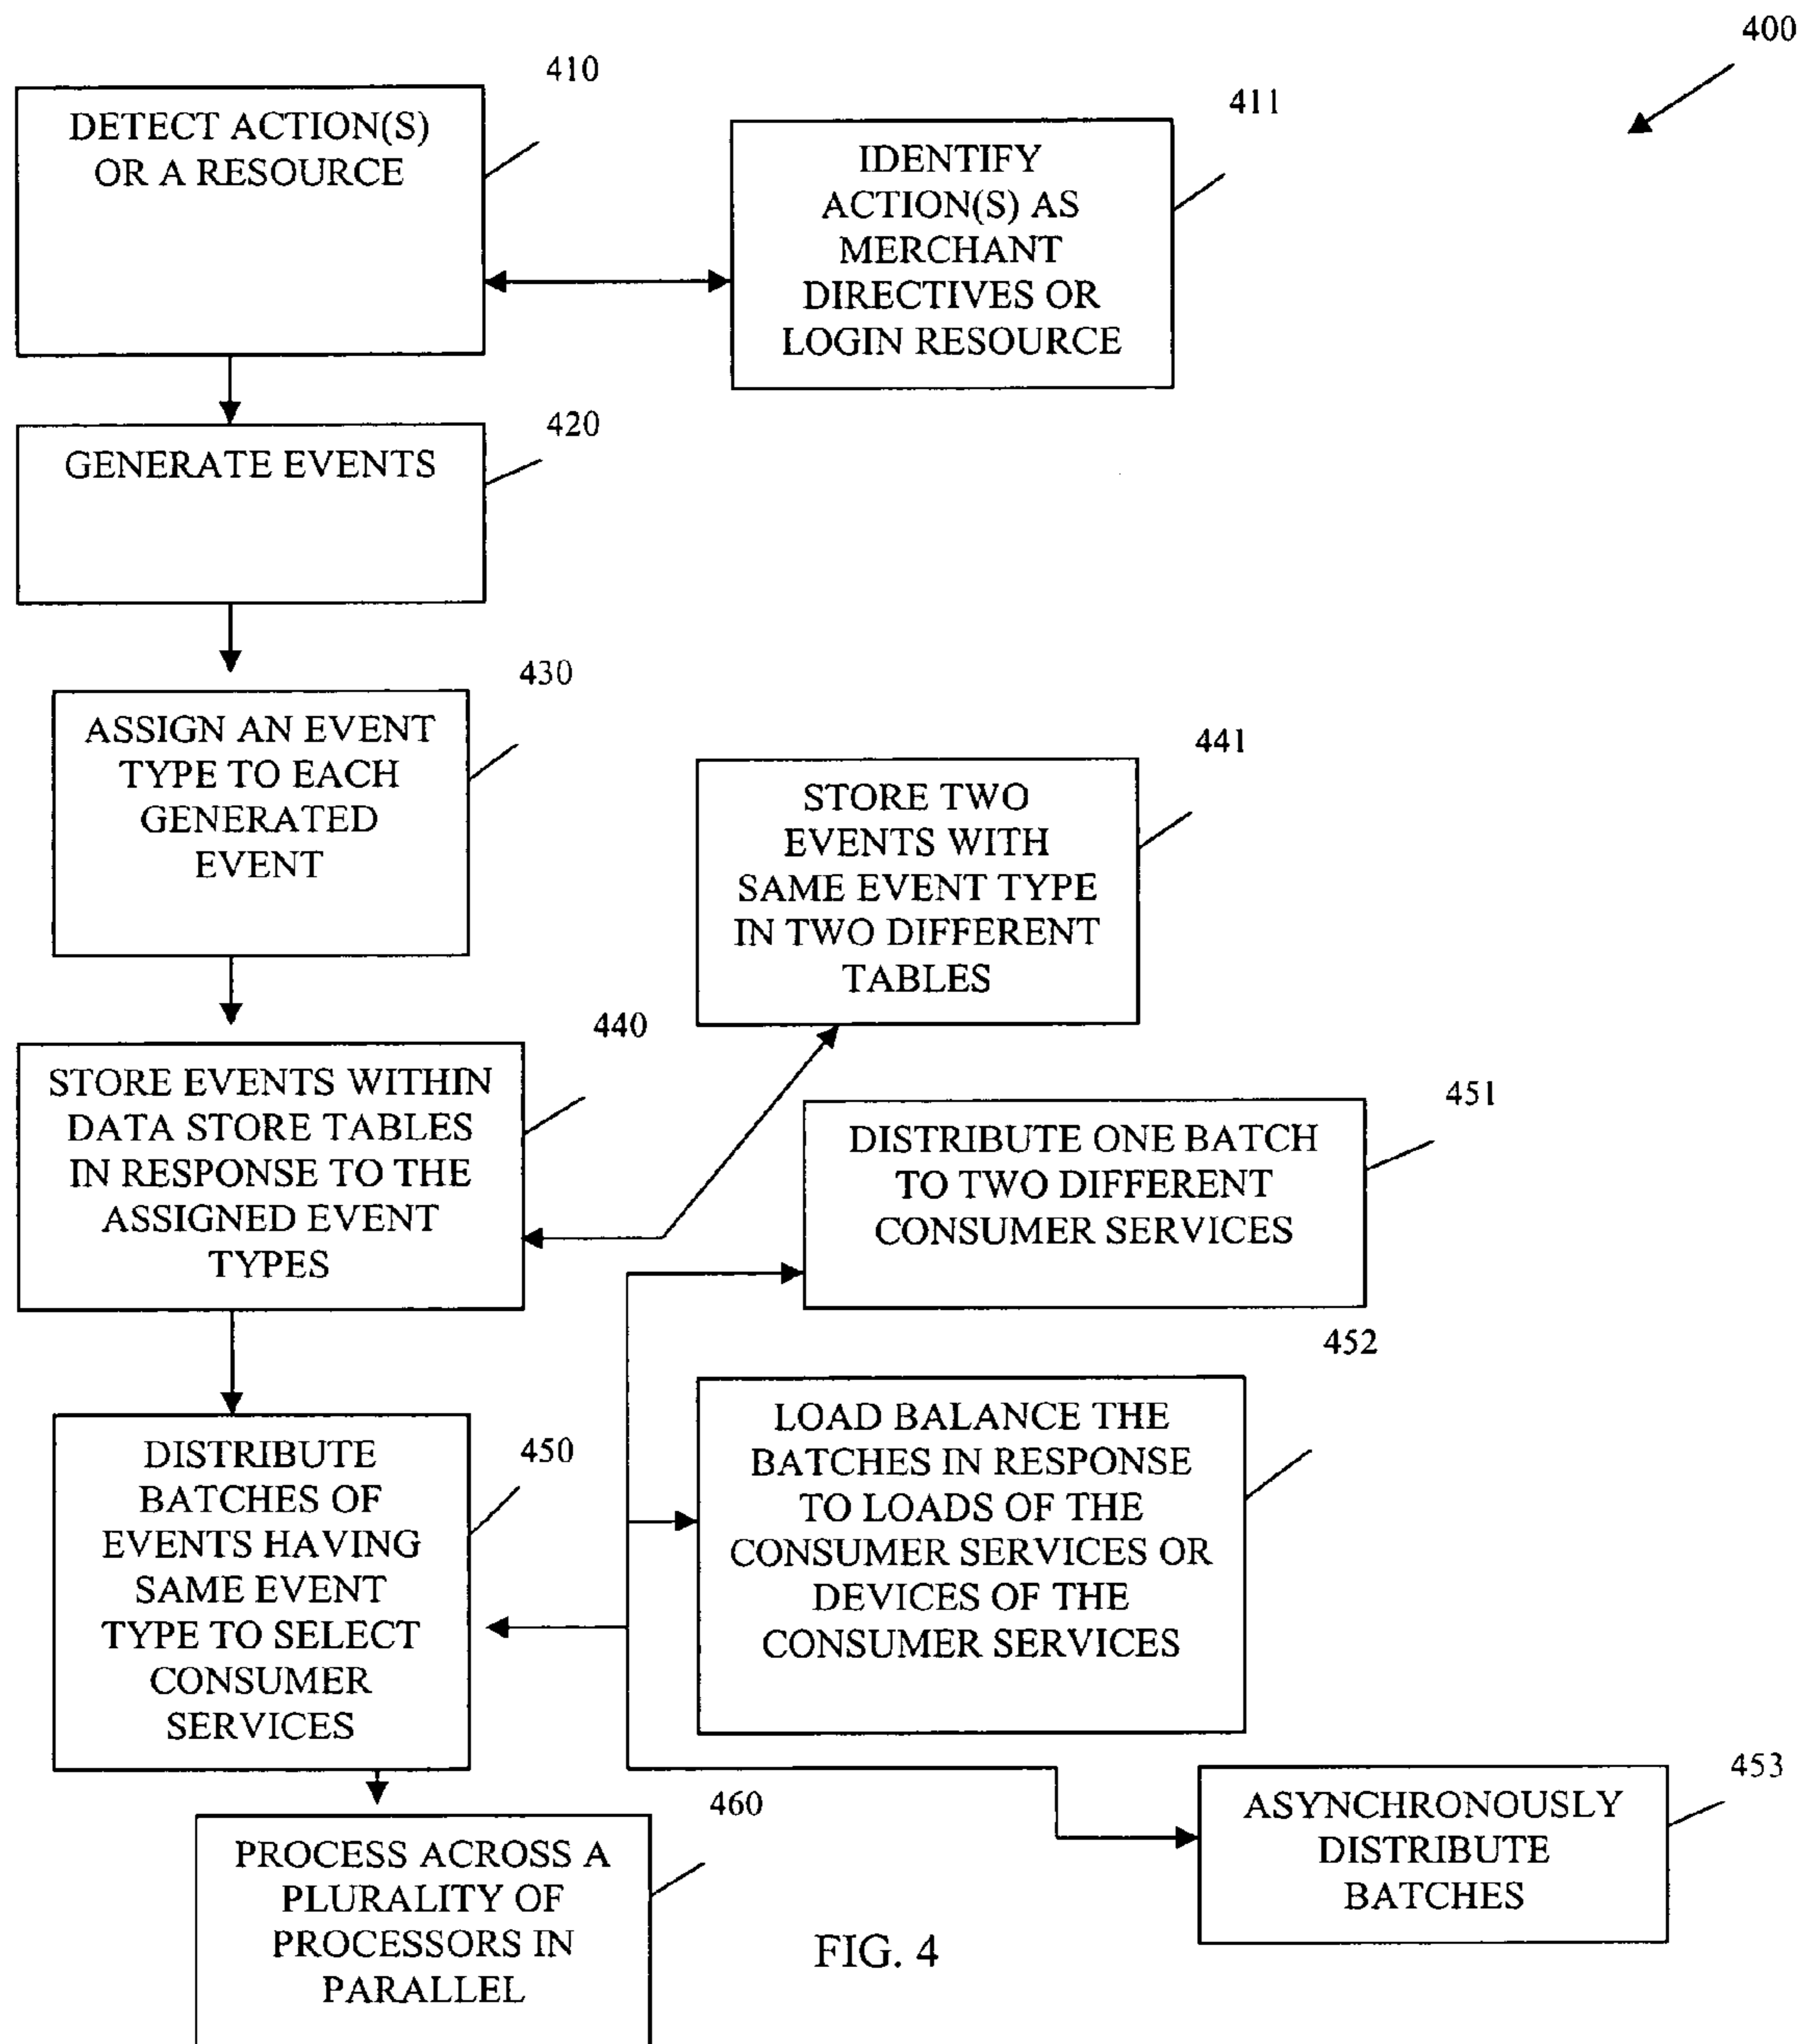 400
410
DETECT ACTION(S)
OR A RESOURCE
411
IDENTIFY
ACTION(S) AS
MERCHANT
DIRECTIVES OR
LOGIN RESOURCE
420
GENERATE EVENTS
430
ASSIGN AN EVENT
TYPE TO EACH
GENERATED
EVENT
441
STORE TWO
EVENTS WITH
SAME EVENT TYPE
IN TWO DIFFERENT
TABLES
440
STORE EVENTS WITHIN
DATA STORE TABLES
IN RESPONSE TO THE
ASSIGNED EVENT
TYPES
451
DISTRIBUTE ONE BATCH
TO TWO DIFFERENT
CONSUMER SERVICES
452
LOAD BALANCE THE
BATCHES IN RESPONSE
TO LOADS OF THE
CONSUMER SERVICES OR
DEVICES OF THE
CONSUMER SERVICES
450
DISTRIBUTE
BATCHES OF
EVENTS HAVING
SAME EVENT
TYPE TO SELECT
CONSUMER
SERVICES
453
ASYNCHRONOUSLY
DISTRIBUTE
BATCHES
460
PROCESS ACROSS A
PLURALITY OF
PROCESSORS IN
PARALLEL
FIG. 4